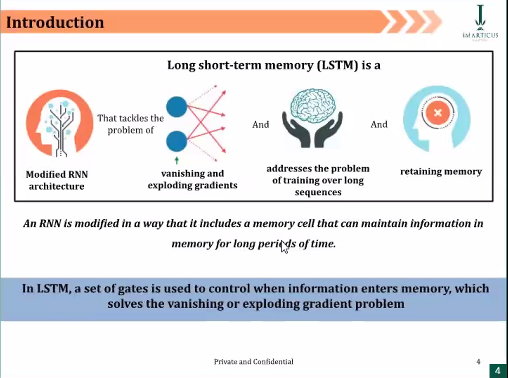 Introduction
IMARTICUS
Long short-term memory (LSTM) is a
That tackles the
problem of
And
And
Modified RNN
architecture
vanishing and
exploding gradients
addresses the problem
of training over long
sequences
retaining memory
An RNN is modified in a way that it includes a memory cell that can maintain information in
memory for long periods of time.
In LSTM, a set of gates is used to control when information enters memory, which
solves the vanishing or exploding gradient problem
Private and Confidential
4
4